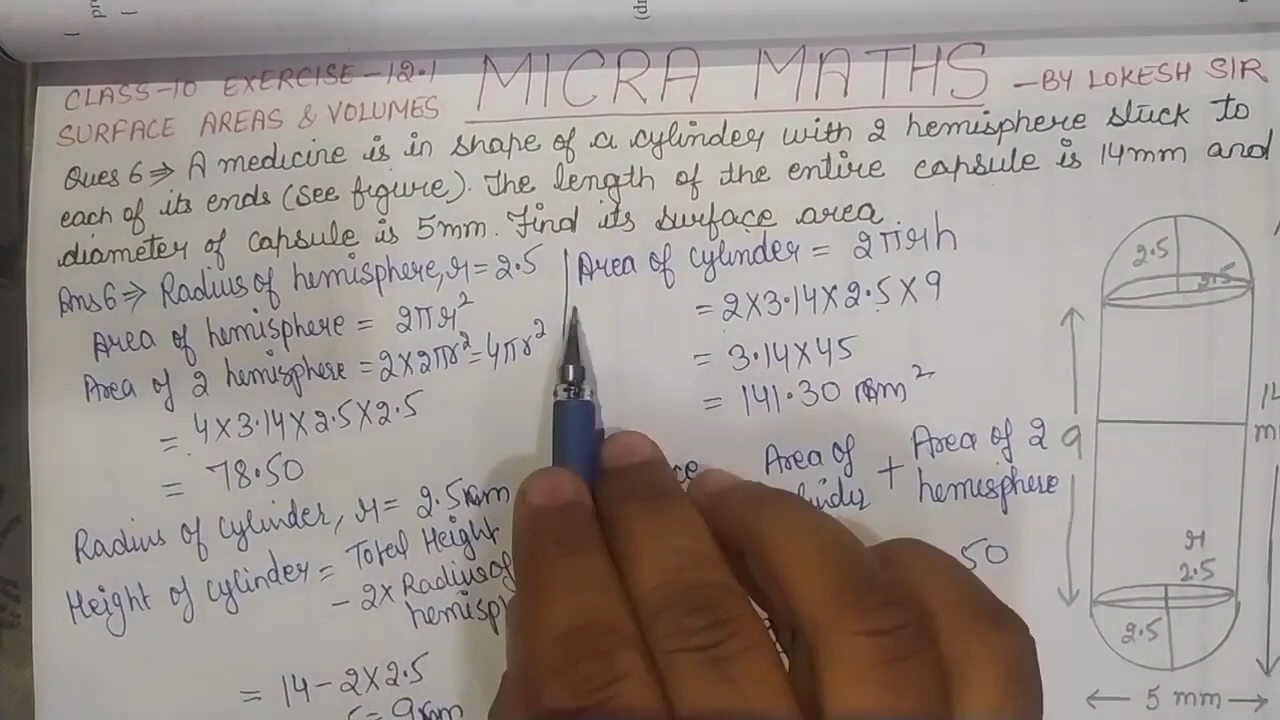 CLASS-10 EXERCISE-12.1
MICRA MATHS
-BY LOKESH SIR
SURFACE AREAS & VOLUMES
Ques 6 ⇒ A medicine is in shape of a cylinder with 2 hemisphere stuck to
each of its ends (see figure). The length of the entire capsule is 14mm and
diameter of capsule is 5mm. Find its surface area.
Ans 6 ⇒ Radius of hemisphere, r = 2.5
Area of hemisphere = 2πr²
Area of 2 hemisphere = 2×2πr² = 4πr²
= 4×3.14×2.5×2.5
= 78.50
Radius of cylinder, r = 2.5 mm
Height of cylinder = Total Height
- 2× Radius of
= 14 - 2×2.5
Area of cylinder = 2πrh
= 2×3.14×2.5×9
= 3.14×45
= 141.30 mm²
Area of + Area of 2
hemisphere
50
2.5
2.5
9
14
r
2.5
2.5
5 mm